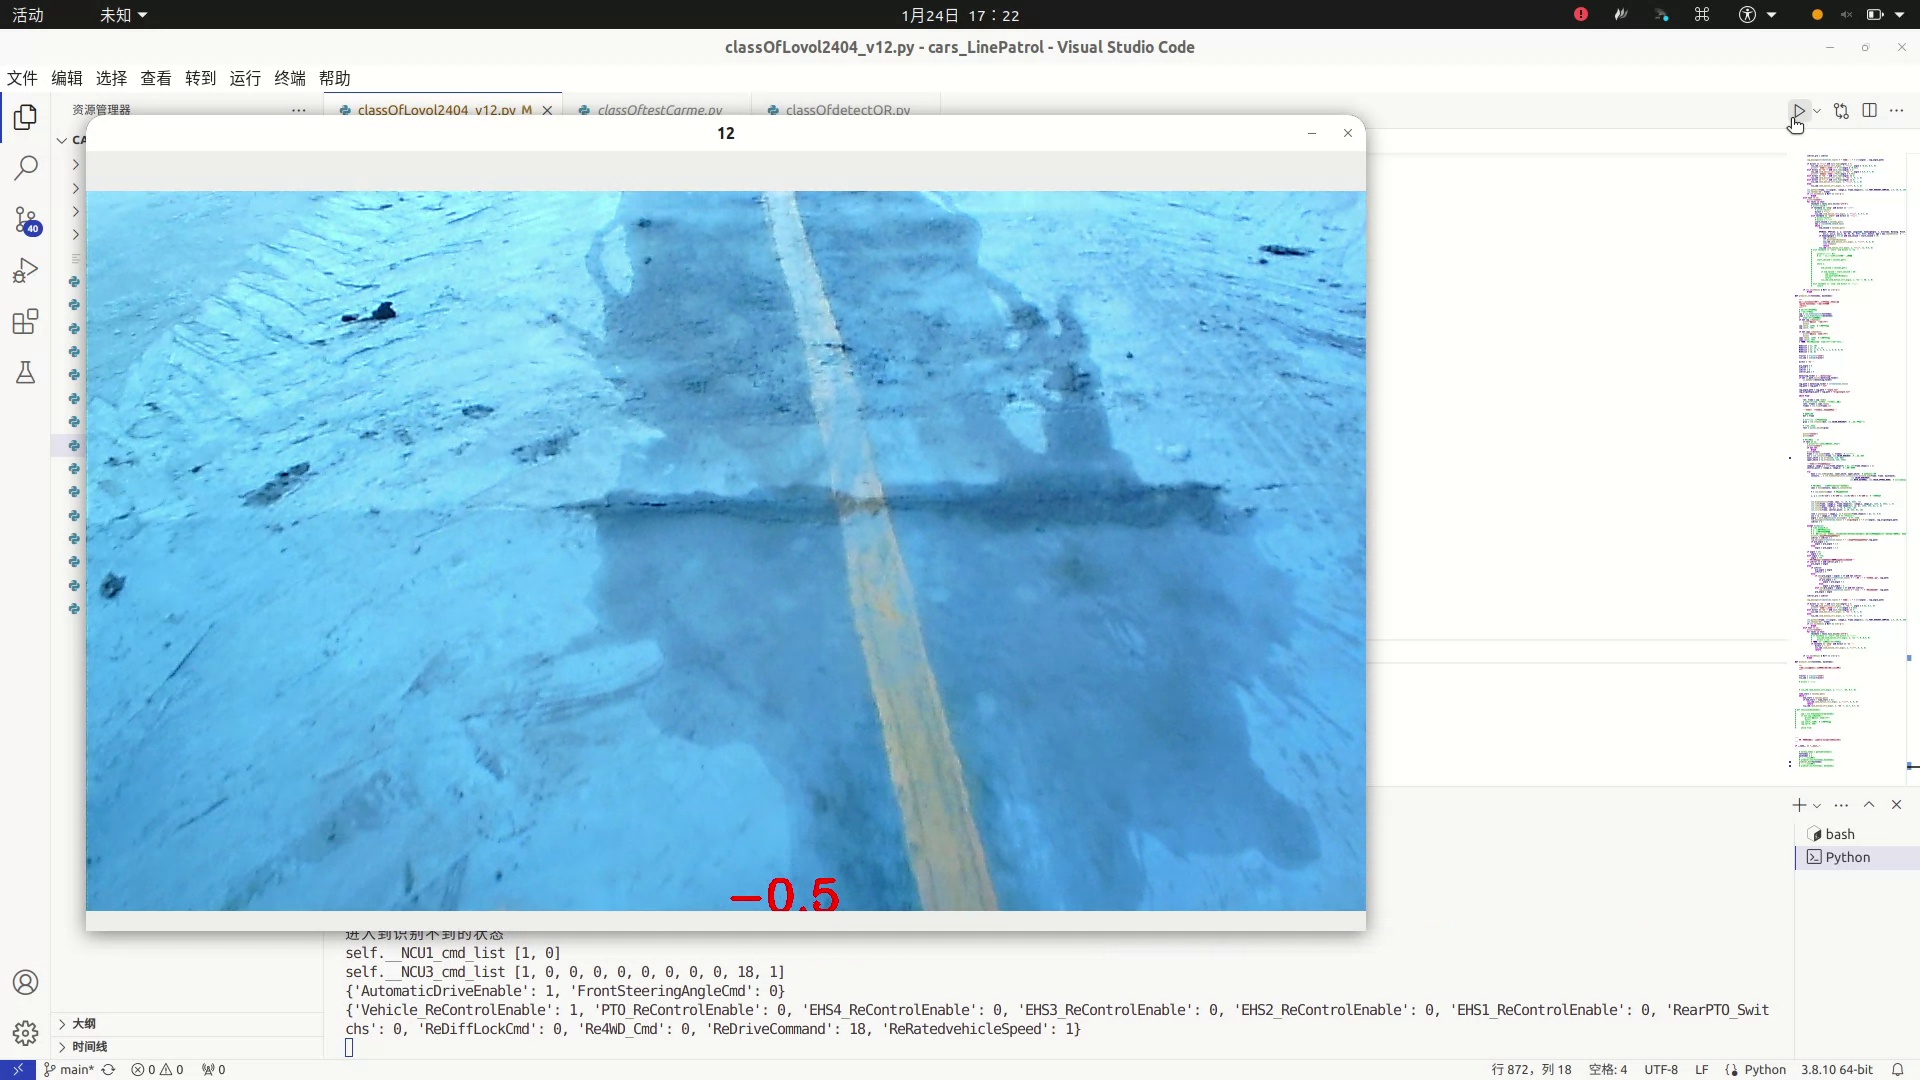 活动
未知
1月24日 17：22
classOfLovol2404_v12.py - cars_LinePatrol - Visual Studio Code
文件 编辑 选择 查看 转到 运行 终端 帮助
资源管理器
classOfLovol2404_v12.py M
classOftestCarme.py
classOfdetectOR.py
CA
12
40
-0.5
bash
Python
进入到识别不到的状态
self.__NCU1_cmd_list [1, 0]
self.__NCU3_cmd_list [1, 0, 0, 0, 0, 0, 0, 0, 0, 18, 1]
{'AutomaticDriveEnable': 1, 'FrontSteeringAngleCmd': 0}
{'Vehicle_ReControlEnable': 1, 'PTO_ReControlEnable': 0, 'EHS4_ReControlEnable': 0, 'EHS3_ReControlEnable': 0, 'EHS2_ReControlEnable': 0, 'EHS1_ReControlEnable': 0, 'RearPTO_Swit
chs': 0, 'ReDiffLockCmd': 0, 'Re4WD_Cmd': 0, 'ReDriveCommand': 18, 'ReRatedvehicleSpeed': 1}
大纲
时间线
main* 0 0 0 行 872，列 18 空格: 4 UTF-8 LF Python 3.8.10 64-bit